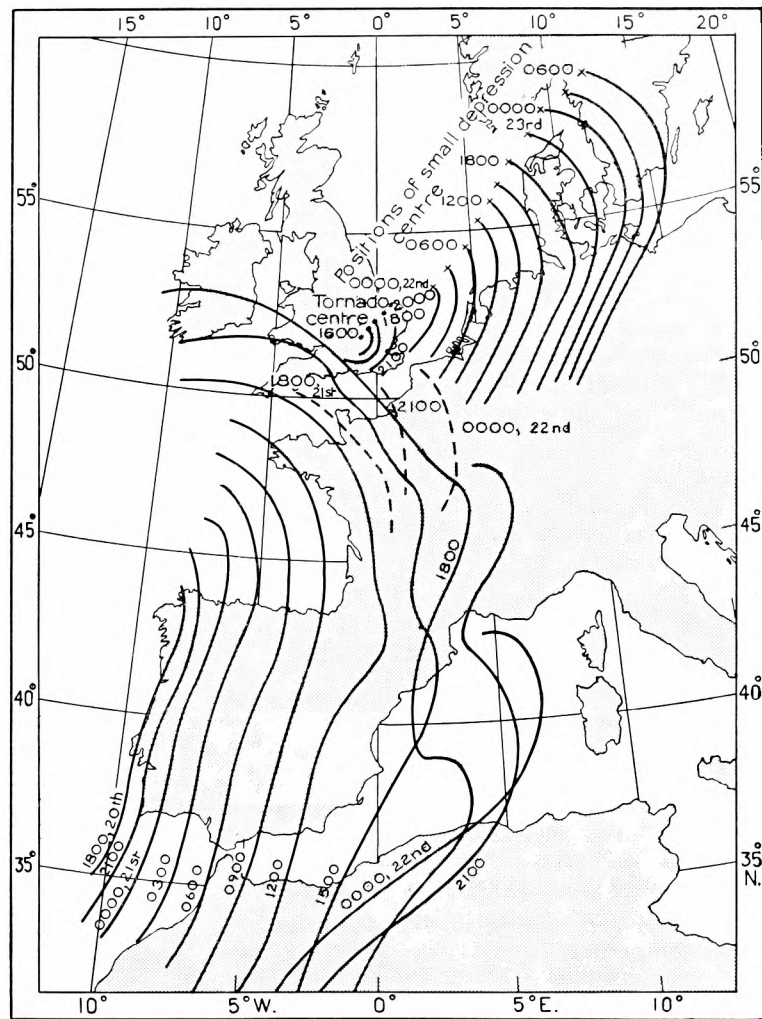 15° 10° 5° 0° 5° 10° 15° 20°
0600
0000
23rd
1800
1200
0600
Positions of small depression
centre
0000, 22nd
Tornado
centre
2000
1800
1600
2100
55° 55°
50° 50°
45° 45°
40° 40°
35° 35°
N.
1800, 21st
2100
0000, 22nd
1800
1800, 20th
2100
0000, 21st
0300
0600
0900
1200
1500
0000, 22nd
2100
10° 5° W. 0° 5° E. 10°